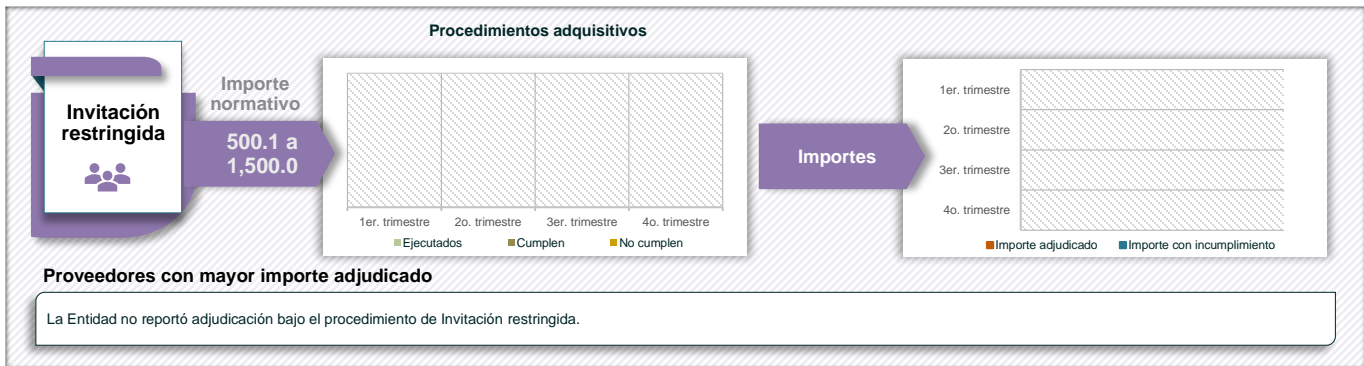 Procedimientos adquisitivos
Invitación
restringida
Importe
normativo
500.1 a
1,500.0
1er. trimestre 2o. trimestre 3er. trimestre 4o. trimestre
Ejecutados Cumplen No cumplen
Importes
1er. trimestre
2o. trimestre
3er. trimestre
4o. trimestre
Importe adjudicado Importe con incumplimiento
Proveedores con mayor importe adjudicado
La Entidad no reportó adjudicación bajo el procedimiento de Invitación restringida.